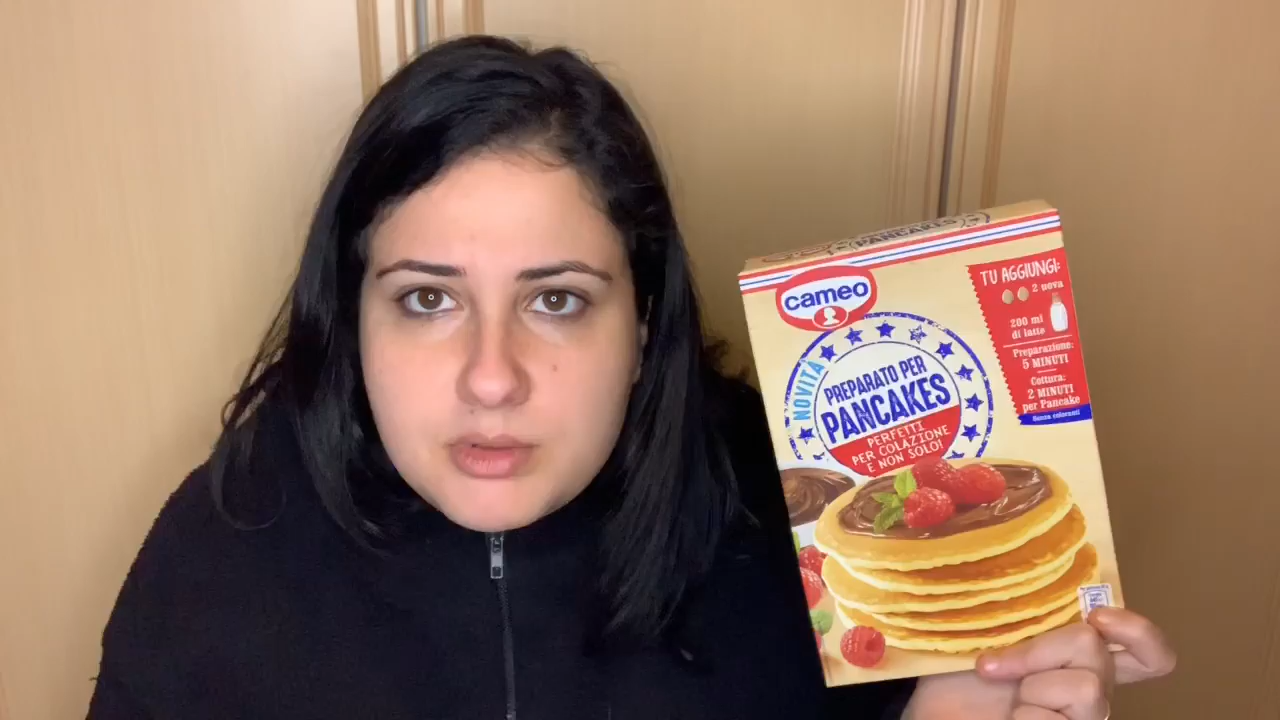 PANCAKES
cameo
NOVITÀ
PREPARATO PER
PANCAKES
PERFETTI
PER COLAZIONE
E NON SOLO!
TU AGGIUNGI:
2 uova
200 ml
di latte
Preparazione:
5 MINUTI
Cottura:
2 MINUTI
per Pancake
Senza coloranti